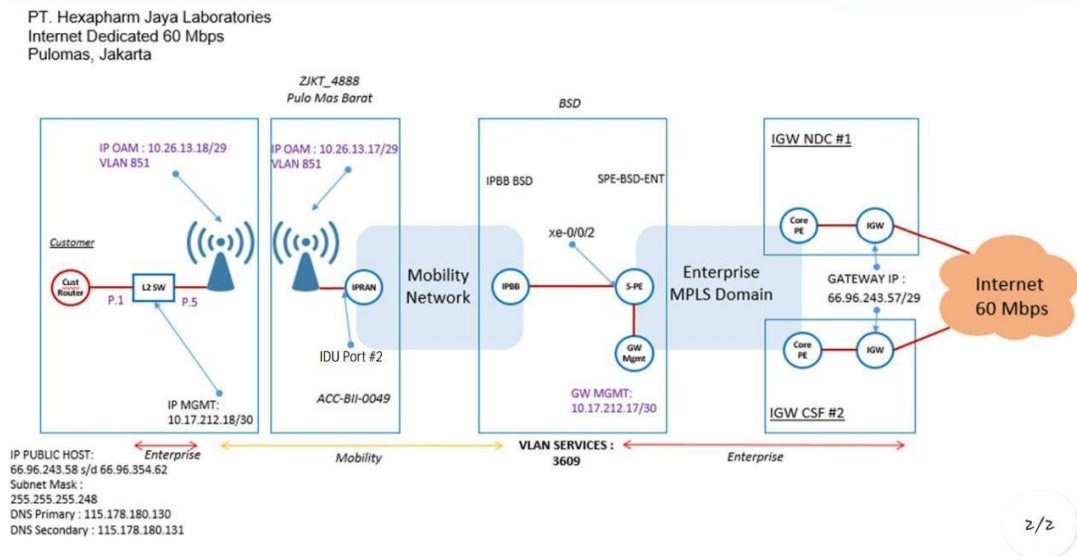 PT. Hexapharm Jaya Laboratories
Internet Dedicated 60 Mbps
Pulomas, Jakarta
ZJKT_4888
Pulo Mas Barat
BSD
IP OAM : 10.26.13.18/29
VLAN 851
IP OAM : 10.26.13.17/29
VLAN 851
IPBB BSD
SPE-BSD-ENT
IGW NDC #1
xe-0/0/2
Customer
Cust
Router
P.1
L2 SW
P.5
IPRAN
Mobility
Network
IPBB
S-PE
Enterprise
MPLS Domain
Core
PE
IGW
GATEWAY IP :
66.96.243.57/29
Internet
60 Mbps
IDU Port #2
GW
Mgmt
Core
PE
IGW
ACC-BII-0049
IP MGMT:
10.17.212.18/30
GW MGMT:
10.17.212.17/30
IGW CSF #2
Enterprise
Mobility
VLAN SERVICES :
3609
Enterprise
IP PUBLIC HOST:
66.96.243.58 s/d 66.96.354.62
Subnet Mask :
255.255.255.248
DNS Primary : 115.178.180.130
DNS Secondary : 115.178.180.131
2/2